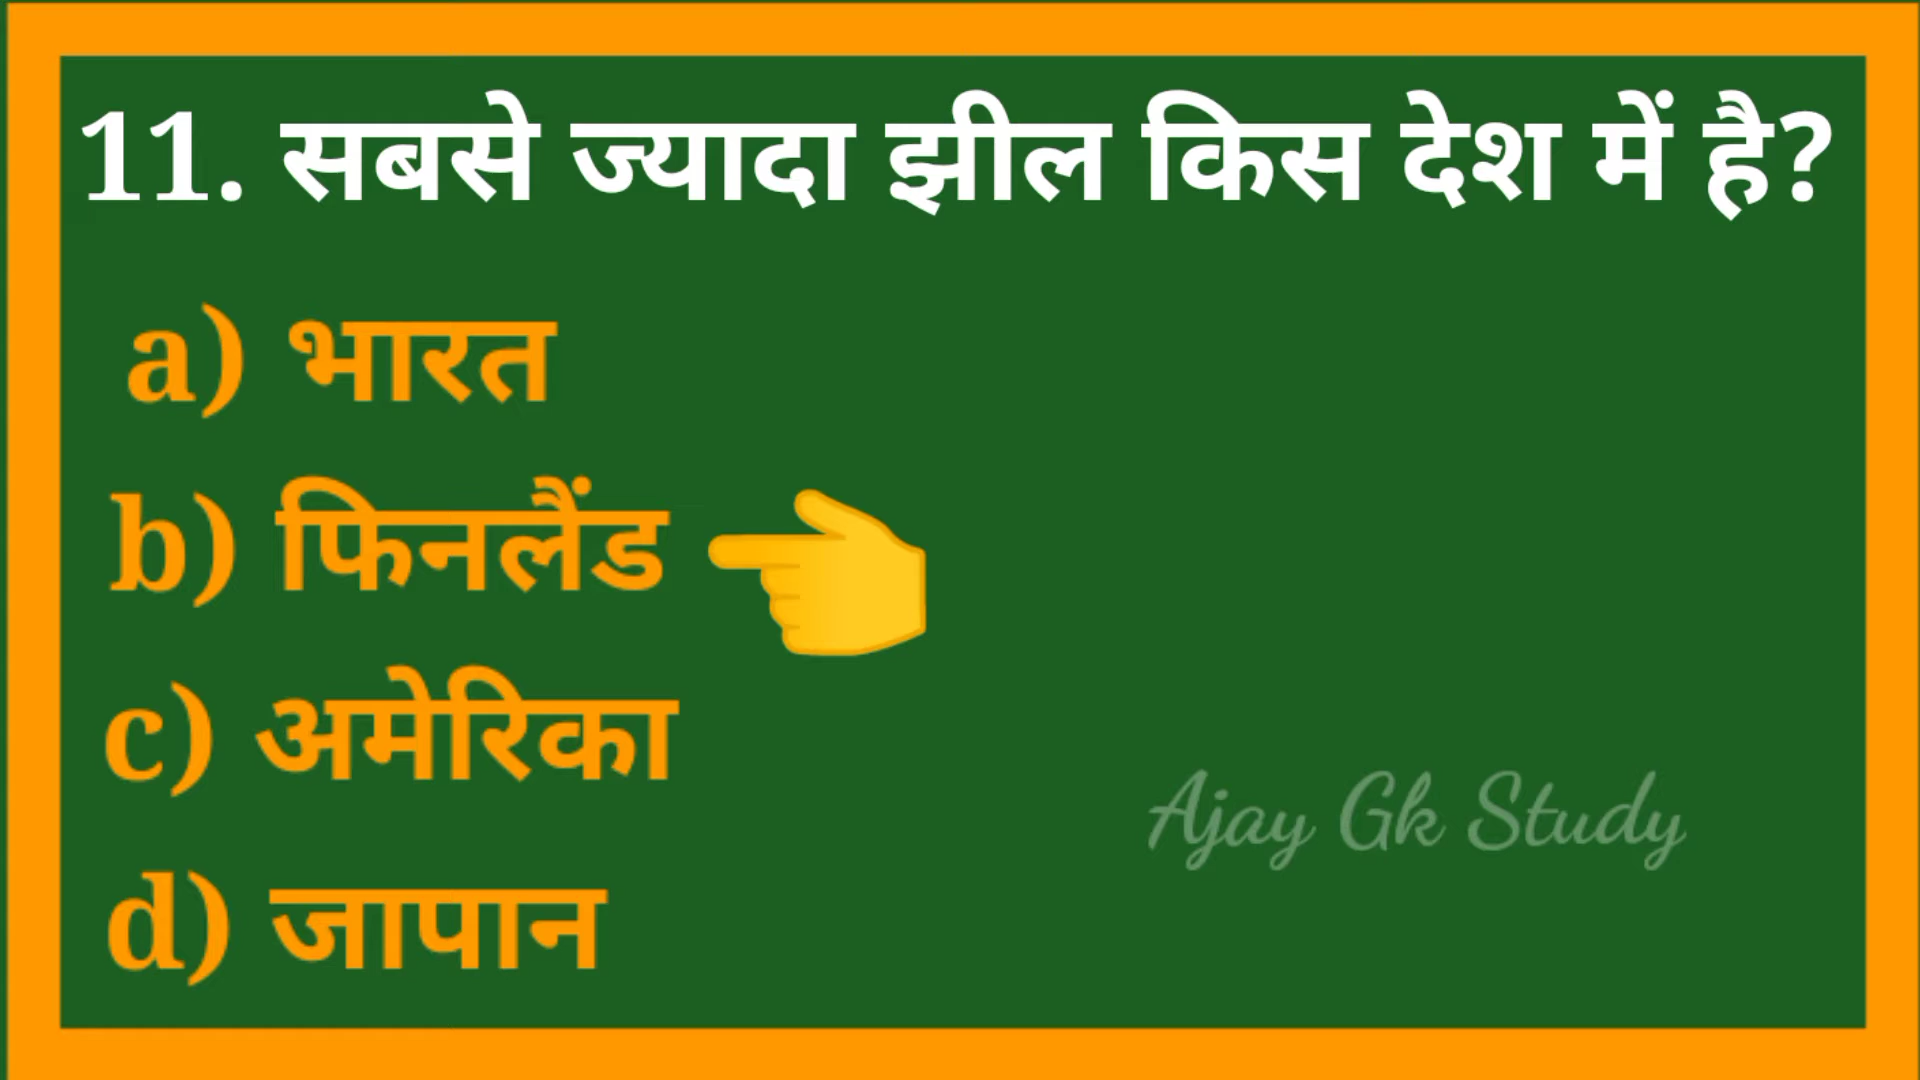 11. सबसे ज्यादा झील किस देश में है?
a) भारत
b) फिनलैंड
c) अमेरिका
Ajay Gk Study
d) जापान